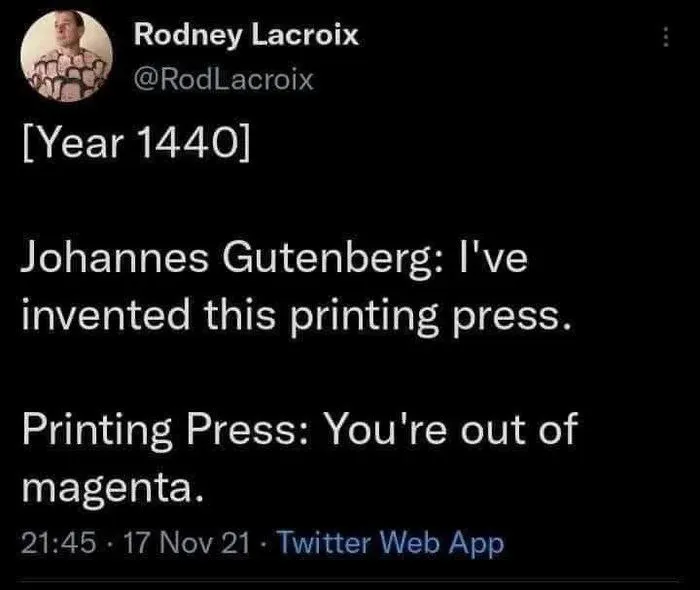 Rodney Lacroix
@RodLacroix
[Year 1440]
Johannes Gutenberg: I've
invented this printing press.
Printing Press: You're out of
magenta.
21:45 · 17 Nov 21 · Twitter Web App